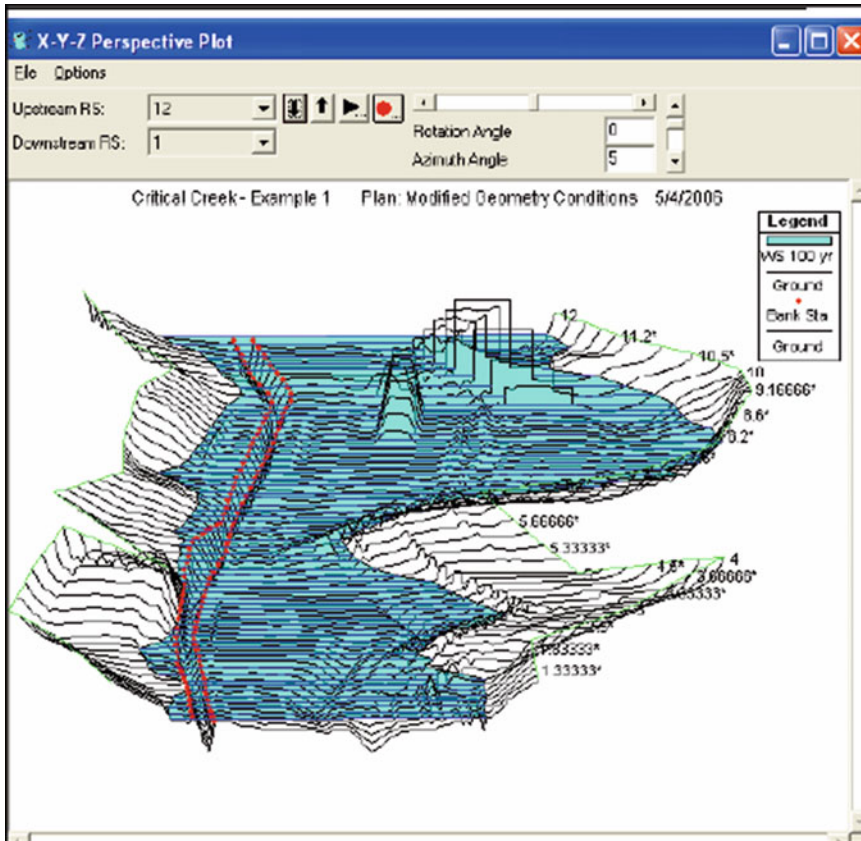 X-Y-Z Perspective Plot
File Options
Upstream RS: 12
Downstream RS: 1
Rotation Angle 0
Azimuth Angle 5
Critical Creek - Example 1 Plan: Modified Geometry Conditions 5/4/2006
Legend
WS 100 yr
Ground
Bank Sta
Ground
12
11.2*
10.5*
10
9.16666*
8.6*
8.2*
5.66666*
5.33333*
4
3.66666*
1.33333*